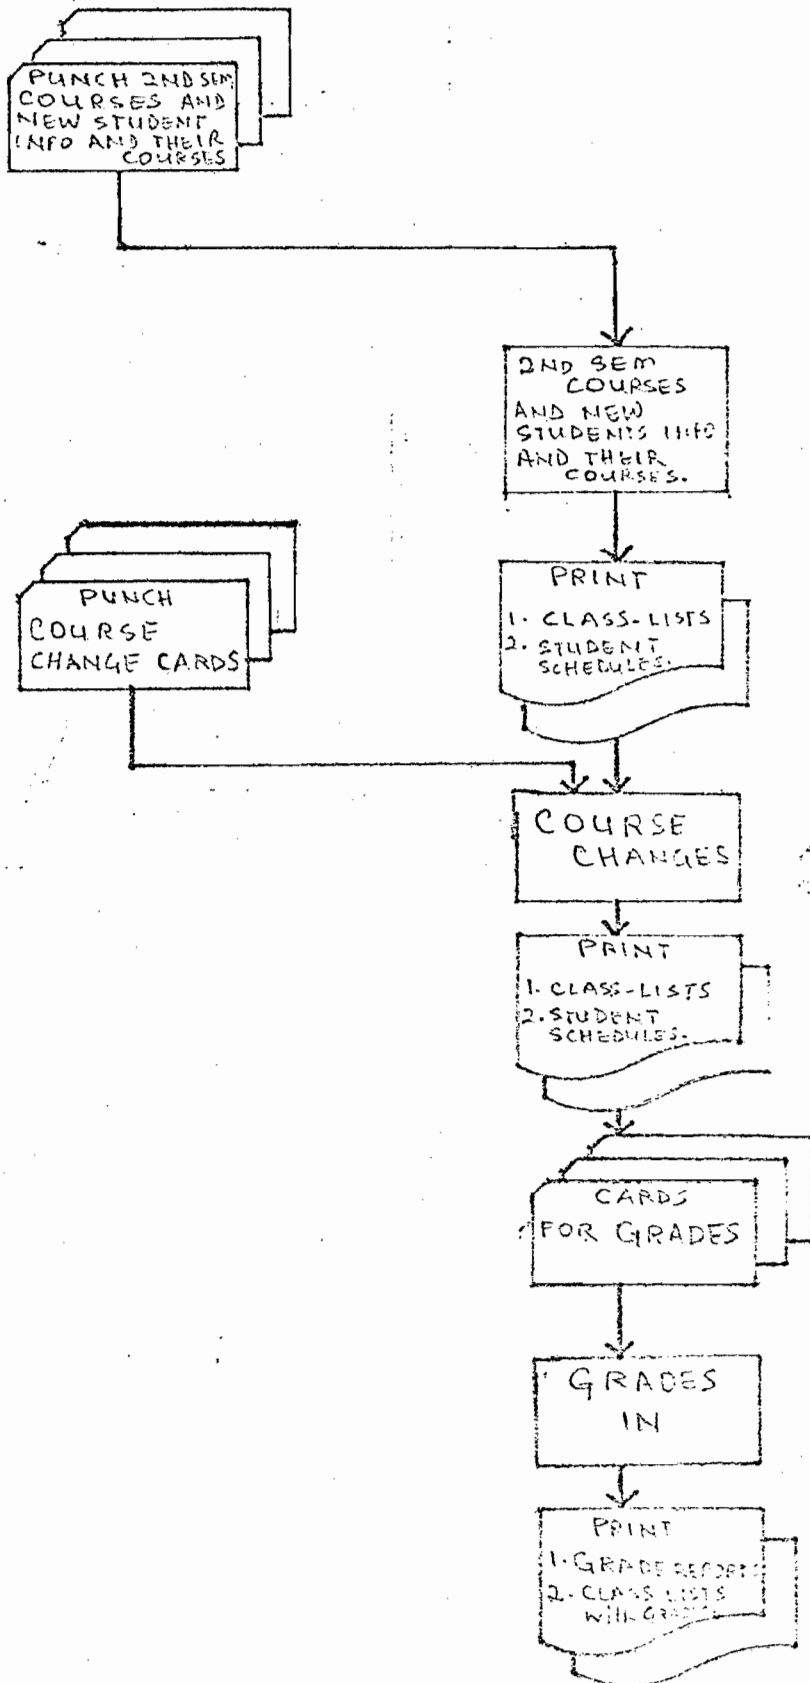 PUNCH 2ND SEM
COURSES AND
NEW STUDENT
INFO AND THEIR
COURSES
2ND SEM
COURSES
AND NEW
STUDENTS INFO
AND THEIR
COURSES.
PUNCH
COURSE
CHANGE CARDS
PRINT
1. CLASS-LISTS
2. STUDENT
SCHEDULES.
COURSE
CHANGES
PRINT
1. CLASS-LISTS
2. STUDENT
SCHEDULES.
CARDS
FOR GRADES
GRADES
IN
PRINT
1. GRADE REPORTS
2. CLASS LISTS
with